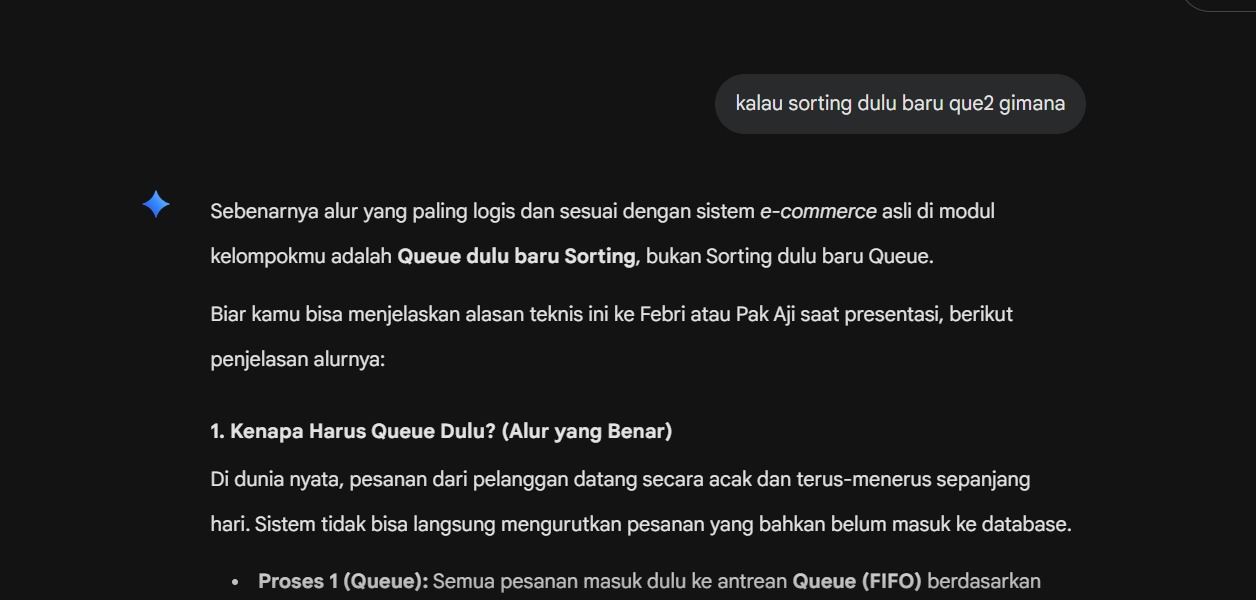 kalau sorting dulu baru que2 gimana
Sebenarnya alur yang paling logis dan sesuai dengan sistem e-commerce asli di modul
kelompokmu adalah Queue dulu baru Sorting, bukan Sorting dulu baru Queue.
Biar kamu bisa menjelaskan alasan teknis ini ke Febri atau Pak Aji saat presentasi, berikut
penjelasan alurnya:
1. Kenapa Harus Queue Dulu? (Alur yang Benar)
Di dunia nyata, pesanan dari pelanggan datang secara acak dan terus-menerus sepanjang
hari. Sistem tidak bisa langsung mengurutkan pesanan yang bahkan belum masuk ke database.
• Proses 1 (Queue): Semua pesanan masuk dulu ke antrean Queue (FIFO) berdasarkan